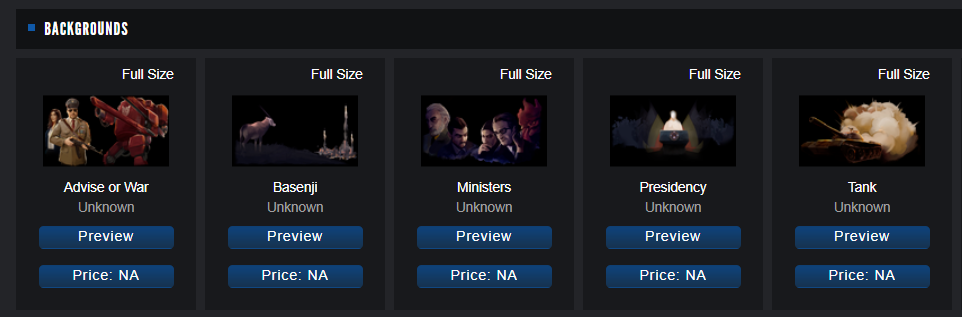 BACKGROUNDS
Full Size
Full Size
Full Size
Full Size
Full Size
Advise or War
Basenji
Ministers
Presidency
Tank
Unknown
Unknown
Unknown
Unknown
Unknown
Preview
Preview
Preview
Preview
Preview
Price: NA
Price: NA
Price: NA
Price: NA
Price: NA